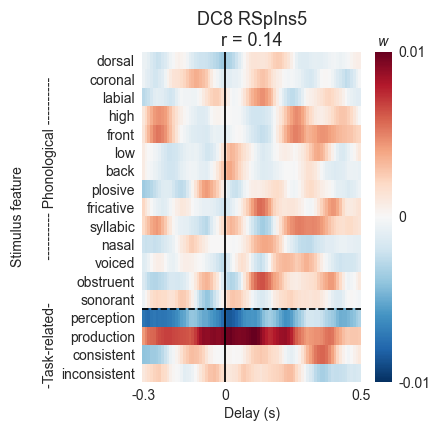 DC8 RSpIns5
r = 0.14
w
Stimulus feature
---------- Phonological ----------
-Task-related-
dorsal
coronal
labial
high
front
low
back
plosive
fricative
syllabic
nasal
voiced
obstruent
sonorant
perception
production
consistent
inconsistent
-0.3
0
0.5
Delay (s)
0.01
0
-0.01